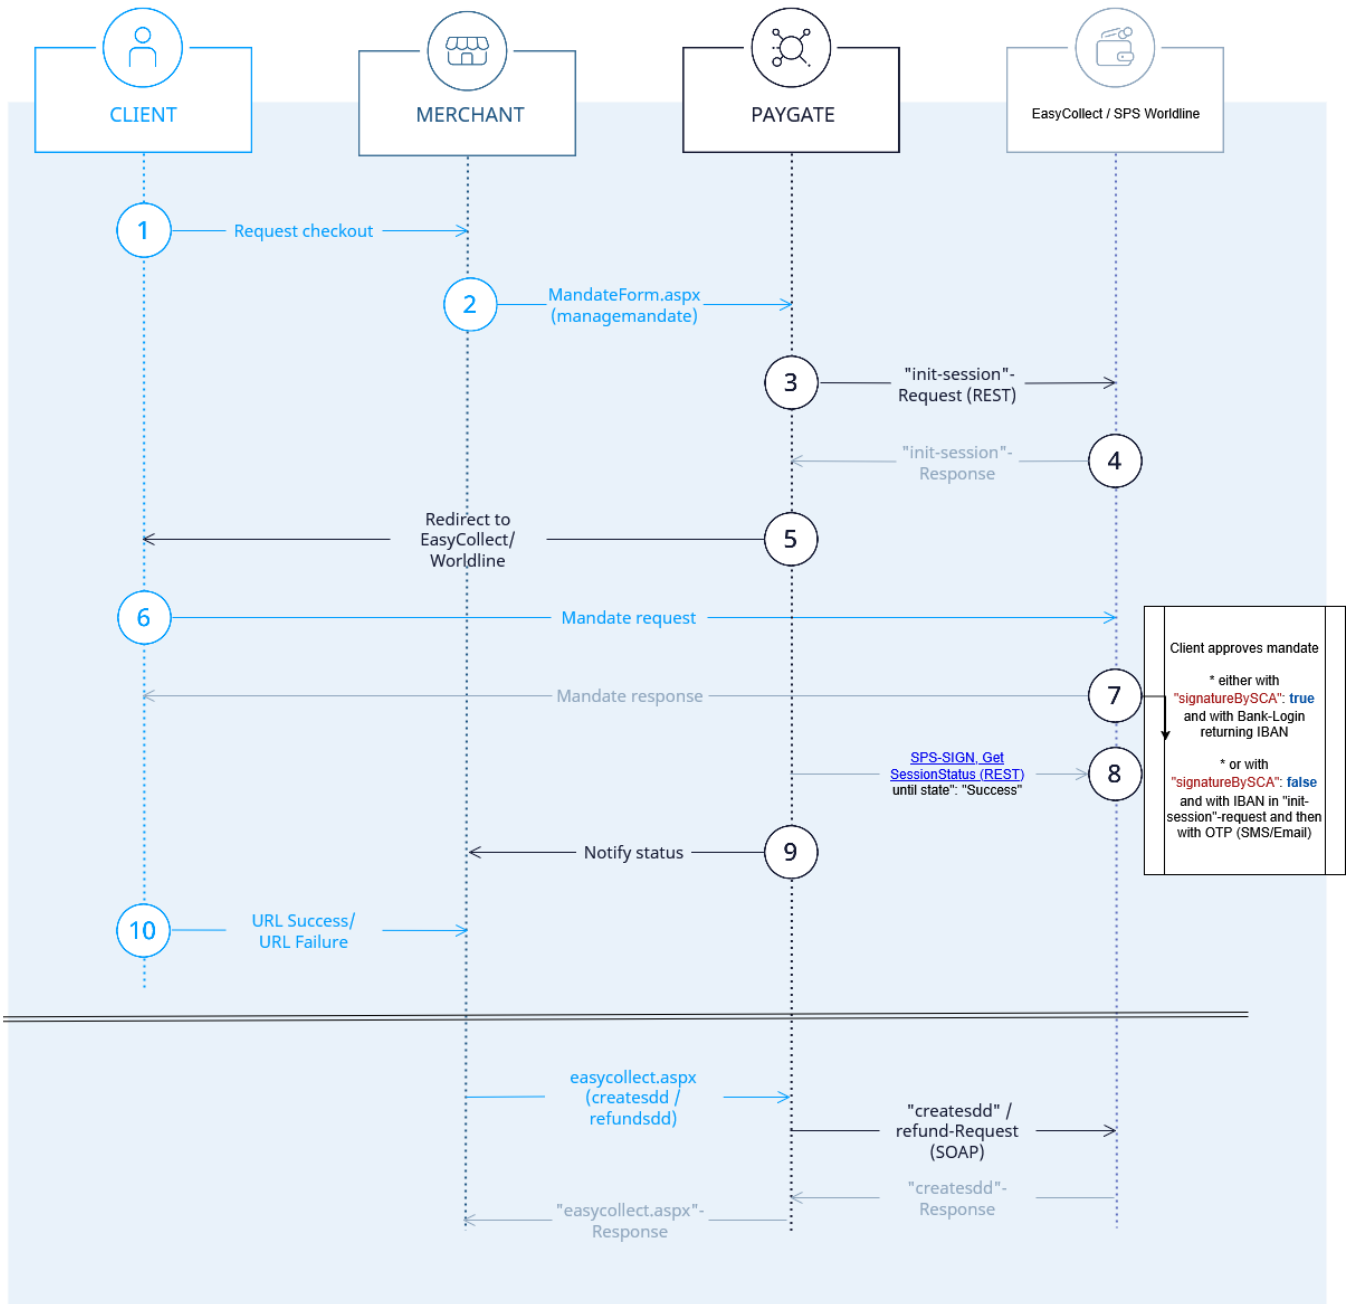 CLIENT
MERCHANT
PAYGATE
EasyCollect / SPS Worldline
1
Request checkout
2
MandateForm.aspx
(managemandate)
3
"init-session"-
Request (REST)
"init-session"-
Response
4
Redirect to
EasyCollect/
Worldline
5
6
Mandate request
Mandate response
7
Client approves mandate
* either with
"signatureBySCA": true
and with Bank-Login
returning IBAN
* or with
"signatureBySCA": false
and with IBAN in "init-
session"-request and then
with OTP (SMS/Email)
SPS-SIGN, Get
SessionStatus (REST)
until state": "Success"
8
Notify status
9
10
URL Success/
URL Failure
easycollect.aspx
(createsdd /
refundsdd)
"createsdd" /
refund-Request
(SOAP)
"createsdd"-
Response
"easycollect.aspx"-
Response